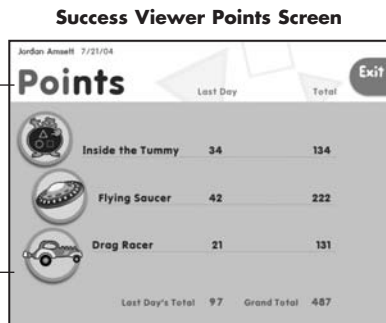 Success Viewer Points Screen
Jordan Amsell 7/21/04
Exit
Points Last Day Total
Inside the Tummy 34 134
Flying Saucer 42 222
Drag Racer 21 131
Last Day's Total 97 Grand Total 487